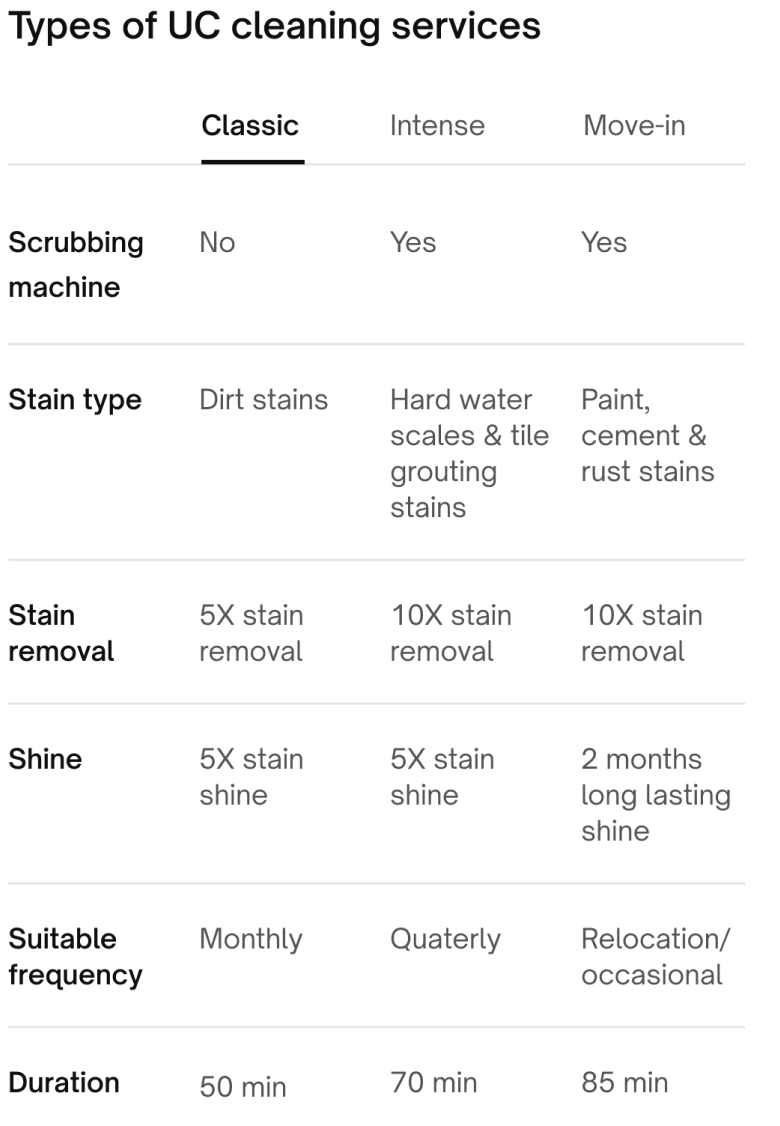 Types of UC cleaning services
Classic Intense Move-in
Scrubbing No Yes Yes
machine
Stain type Dirt stains Hard water Paint,
scales & tile cement &
grouting rust stains
stains
Stain 5X stain 10X stain 10X stain
removal removal removal removal
Shine 5X stain 5X stain 2 months
shine shine long lasting
shine
Suitable Monthly Quaterly Relocation/
frequency occasional
Duration 50 min 70 min 85 min